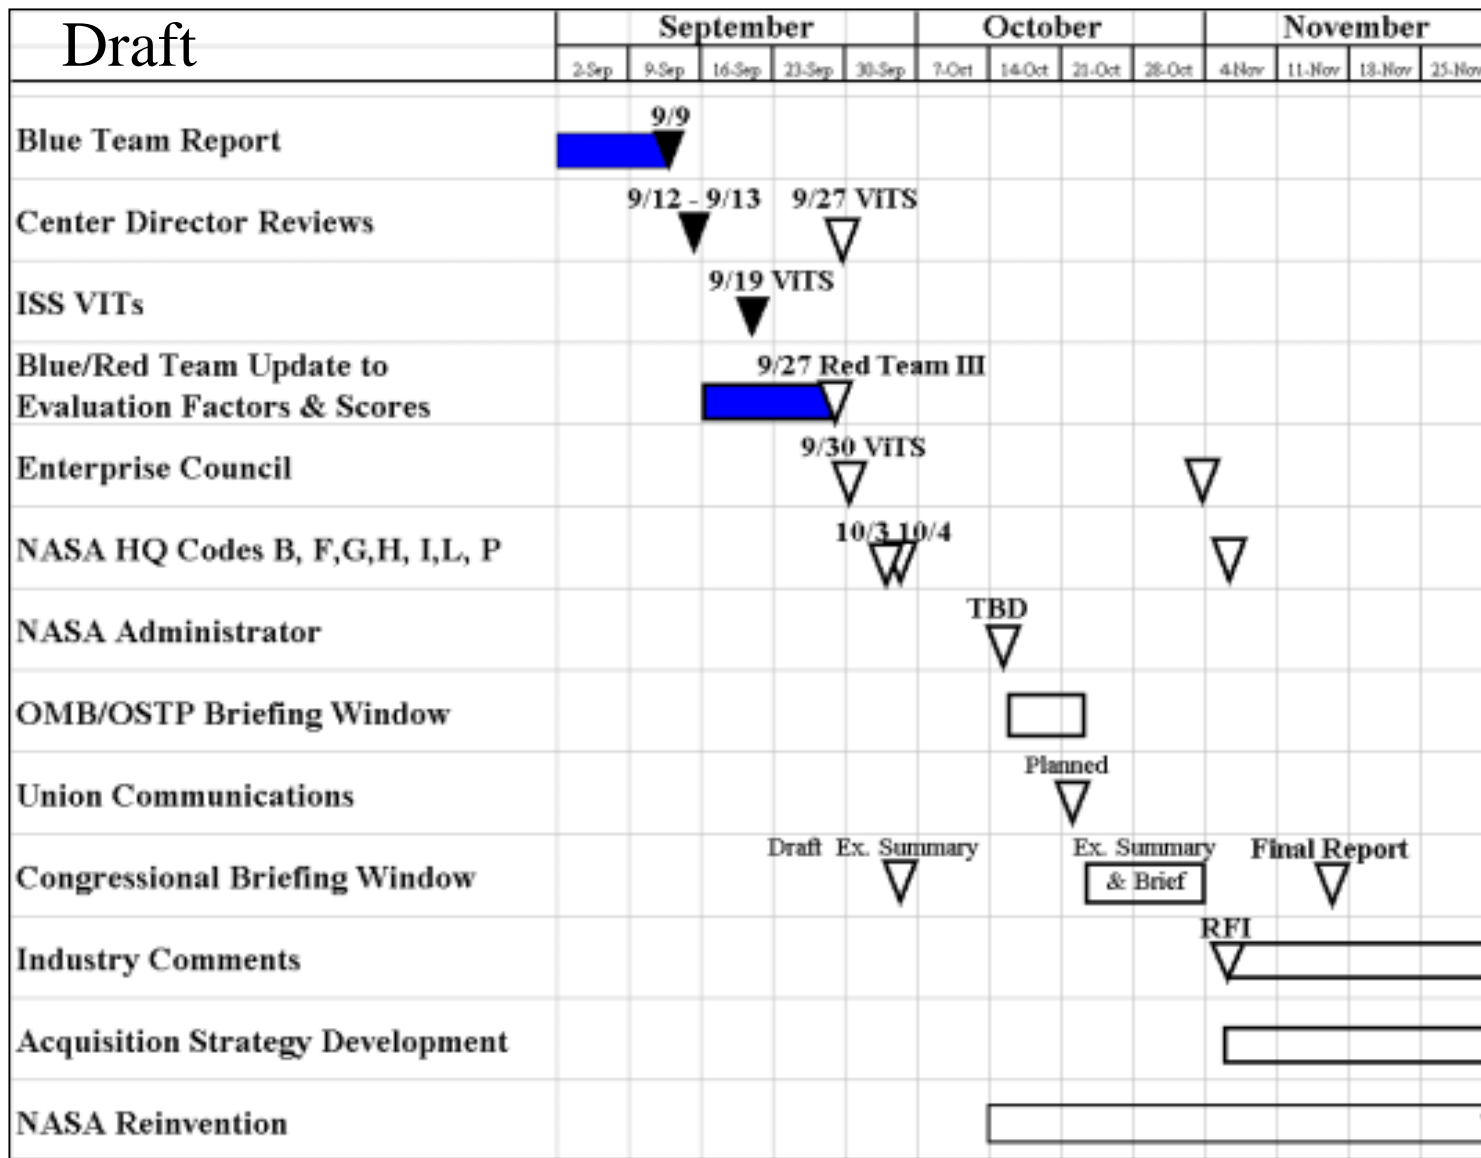 Draft
September October November
2-Sep 9-Sep 16-Sep 23-Sep 30-Sep 7-Oct 14-Oct 21-Oct 28-Oct 4-Nov 11-Nov 18-Nov 25-Nov
9/9
Blue Team Report
9/12 - 9/13 9/27 ViTS
Center Director Reviews
9/19 ViTS
ISS VITs
Blue/Red Team Update to
9/27 Red Team III
Evaluation Factors & Scores
9/30 ViTS
Enterprise Council
10/3 10/4
NASA HQ Codes B, F,G,H, I,L, P
TBD
NASA Administrator
OMB/OSTP Briefing Window
Planned
Union Communications
Draft Ex. Summary Ex. Summary Final Report
Congressional Briefing Window & Brief
RFI
Industry Comments
Acquisition Strategy Development
NASA Reinvention